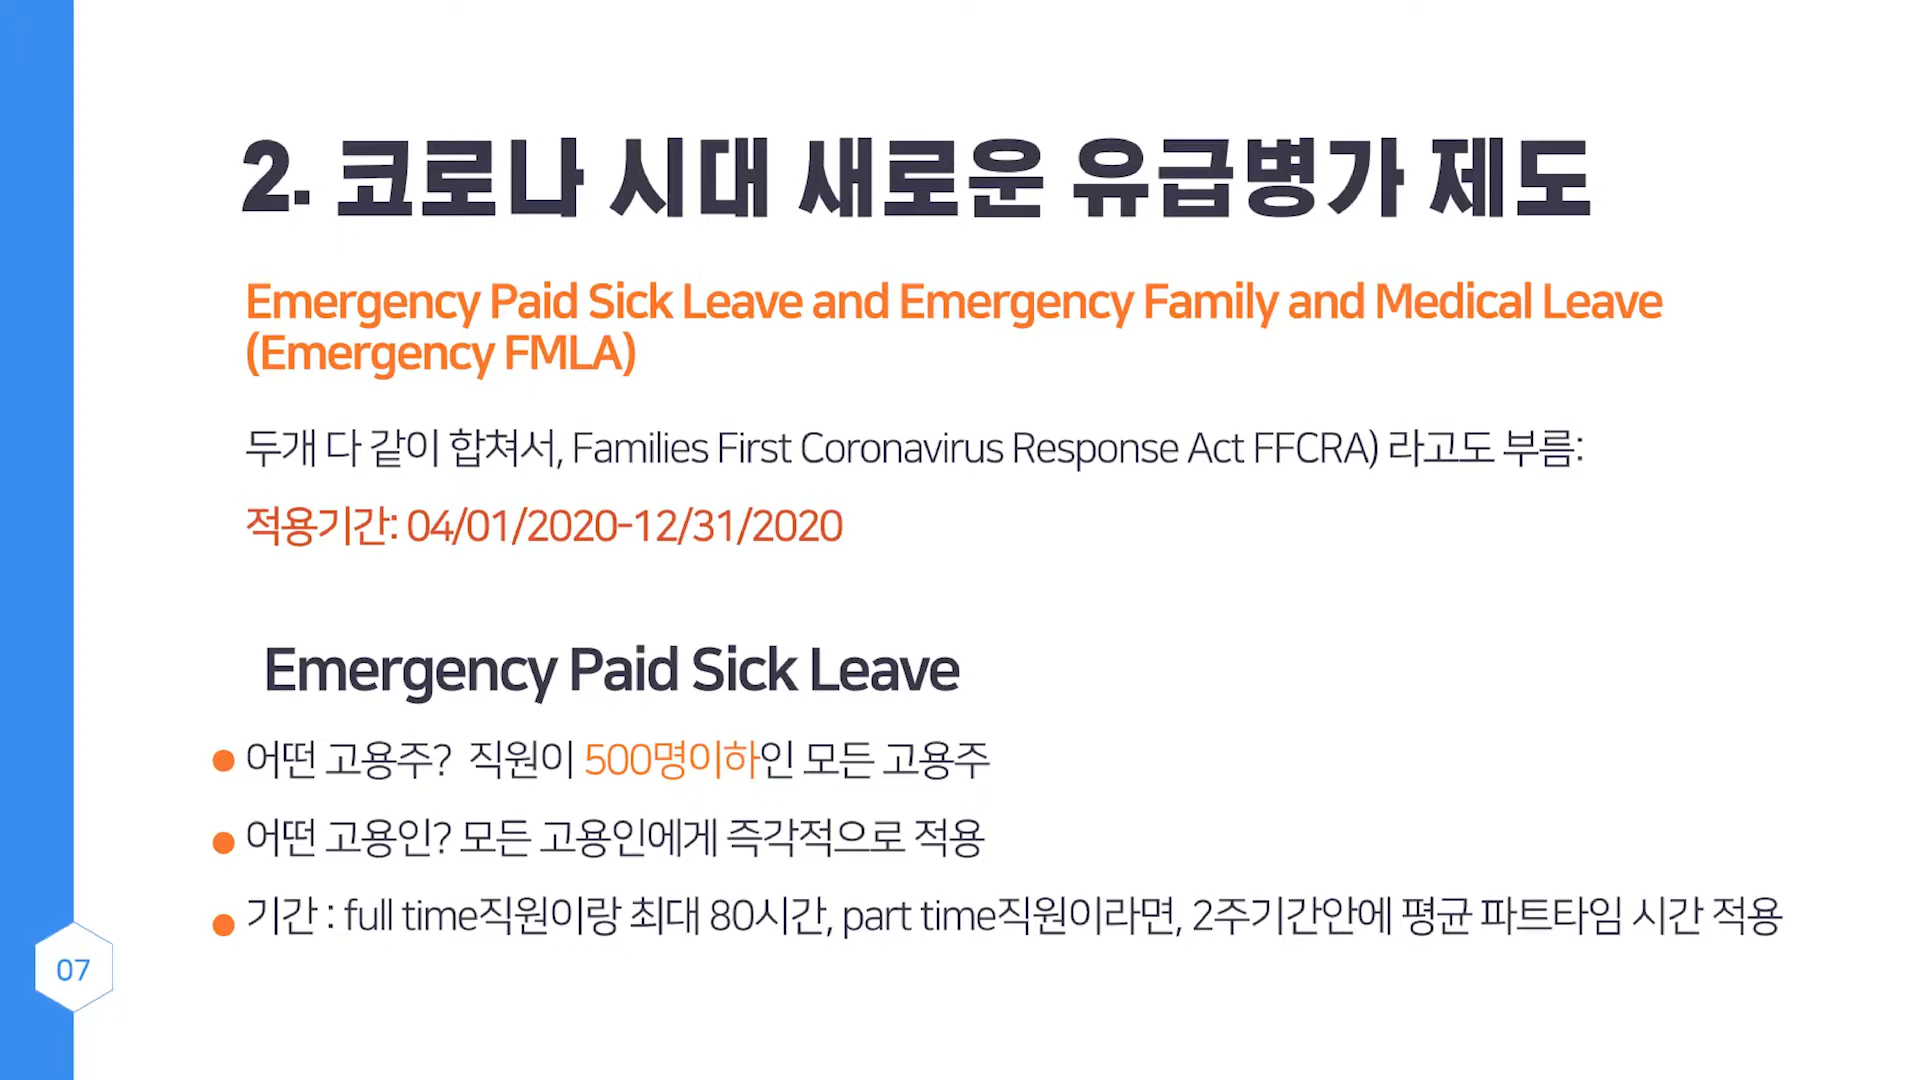 2. 코로나 시대 새로운 유급병가 제도
Emergency Paid Sick Leave and Emergency Family and Medical Leave
(Emergency FMLA)
두개 다 같이 합쳐서, Families First Coronavirus Response Act FFCRA) 라고도 부름:
적용기간: 04/01/2020-12/31/2020
Emergency Paid Sick Leave
어떤 고용주? 직원이 500명이하인 모든 고용주
어떤 고용인? 모든 고용인에게 즉각적으로 적용
기간 : full time직원이랑 최대 80시간, part time직원이라면, 2주기간안에 평균 파트타임 시간 적용
07